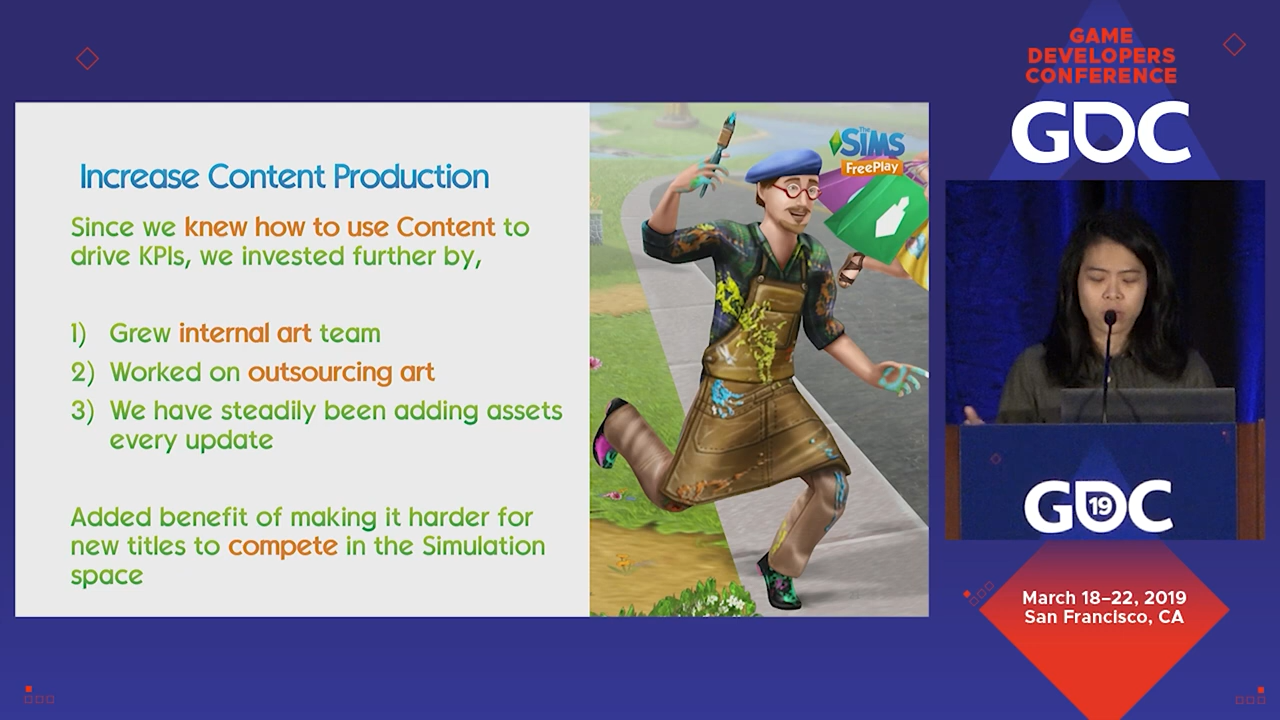 GAME
DEVELOPERS
CONFERENCE
GDC
Increase Content Production
Since we knew how to use Content to
drive KPIs, we invested further by,
1) Grew internal art team
2) Worked on outsourcing art
3) We have steadily been adding assets
every update
Added benefit of making it harder for
new titles to compete in the Simulation
space
The
SIMS
FreePlay
GDC
19
March 18–22, 2019
San Francisco, CA